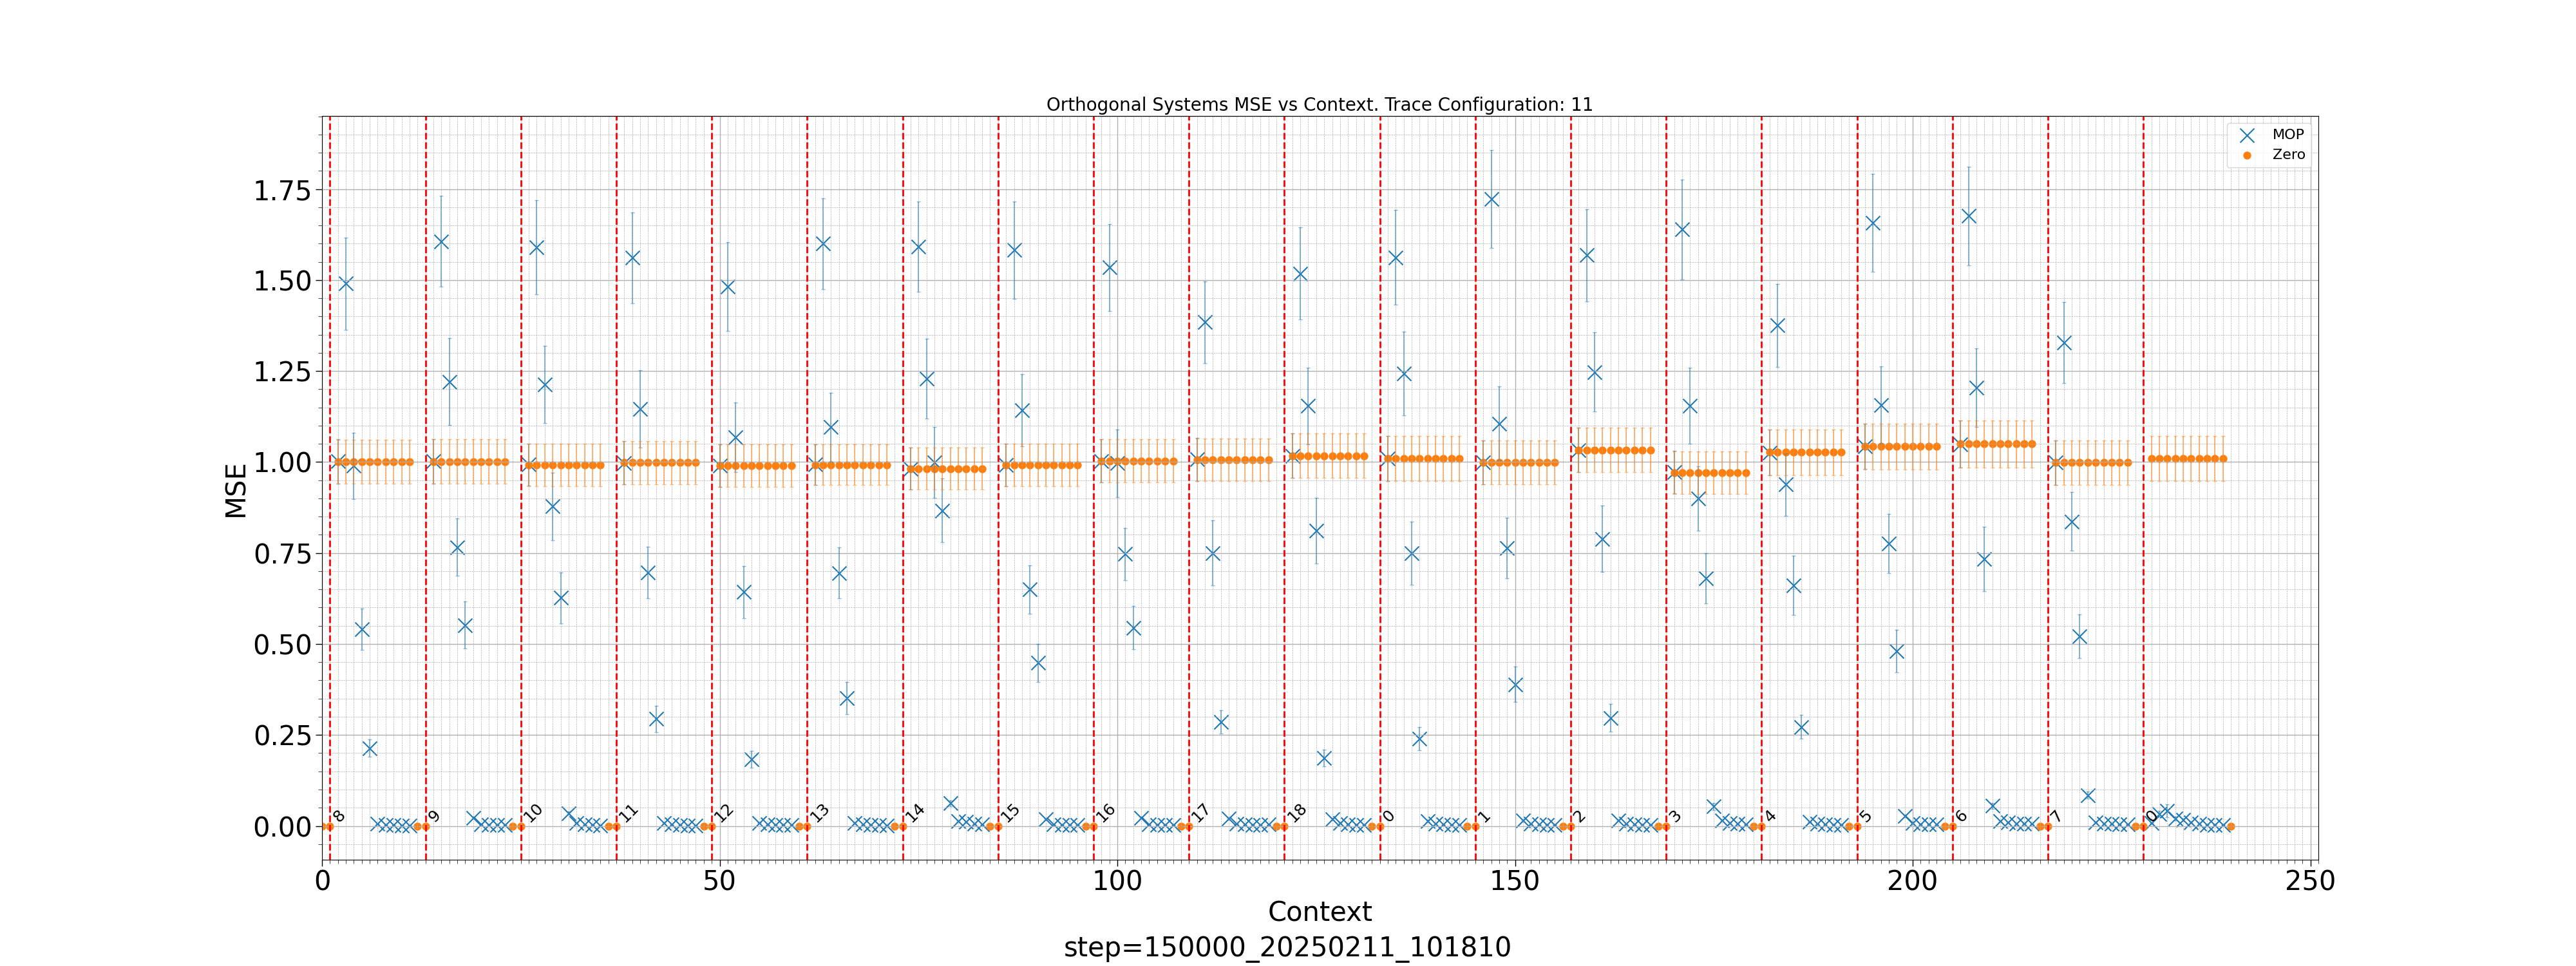 Orthogonal Systems MSE vs Context. Trace Configuration: 11
MOP
Zero
MSE
1.75
1.50
1.25
1.00
0.75
0.50
0.25
0.00
8 9 10 11 12 13 14 15 16 17 18 0 1 2 3 4 5 6 7 0
0 50 100 150 200 250
Context
step=150000_20250211_101810